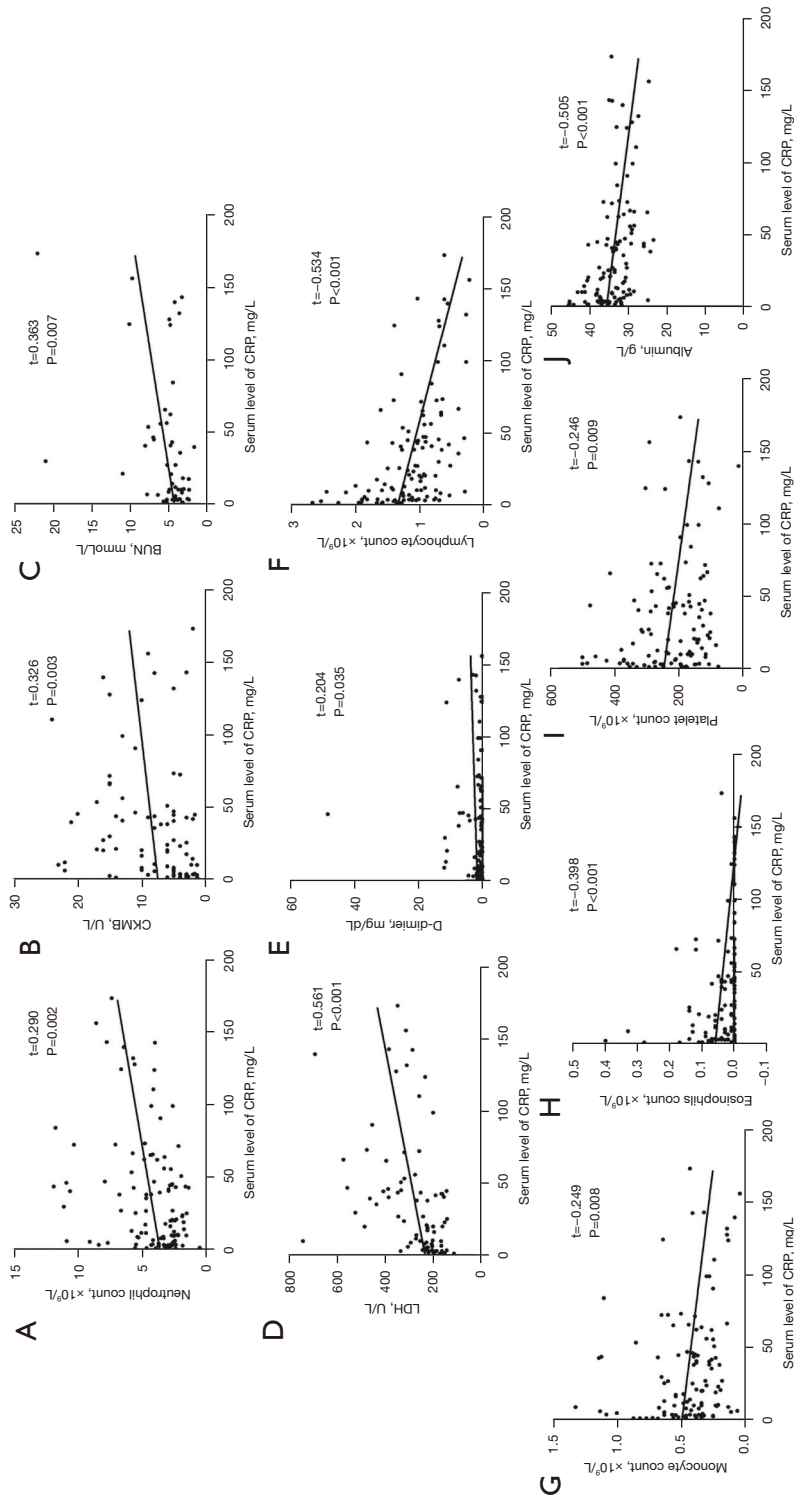 A
Neutrophil count, ×10⁹/L
15
10
5
0
t=0.290
P=0.002
0
50
100
150
200
Serum level of CRP, mg/L
B
CKMB, U/L
30
20
10
0
t=0.326
P=0.003
0
50
100
150
200
Serum level of CRP, mg/L
C
BUN, mmoL/L
25
20
15
10
5
0
t=0.363
P=0.007
0
50
100
150
200
Serum level of CRP, mg/L
D
LDH, U/L
800
600
400
200
0
t=0.561
P<0.001
0
50
100
150
200
Serum level of CRP, mg/L
E
D-dimier, mg/dL
60
40
20
0
t=0.204
P=0.035
0
50
100
150
200
Serum level of CRP, mg/L
F
Lymphocyte count, ×10⁹/L
3
2
1
0
t=−0.534
P<0.001
0
50
100
150
200
Serum level of CRP, mg/L
G
Monocyte count, ×10⁹/L
1.5
1.0
0.5
0.0
t=−0.249
P=0.008
0
50
100
150
200
Serum level of CRP, mg/L
H
Eosinophils count, ×10⁹/L
0.5
0.4
0.3
0.2
0.1
0.0
−0.1
t=−0.398
P<0.001
50
100
150
200
Serum level of CRP, mg/L
I
Platelet count, ×10⁹/L
600
400
200
0
t=−0.246
P=0.009
0
50
100
150
200
Serum level of CRP, mg/L
J
Albumin, g/L
50
40
30
20
10
0
t=−0.505
P<0.001
0
50
100
150
200
Serum level of CRP, mg/L